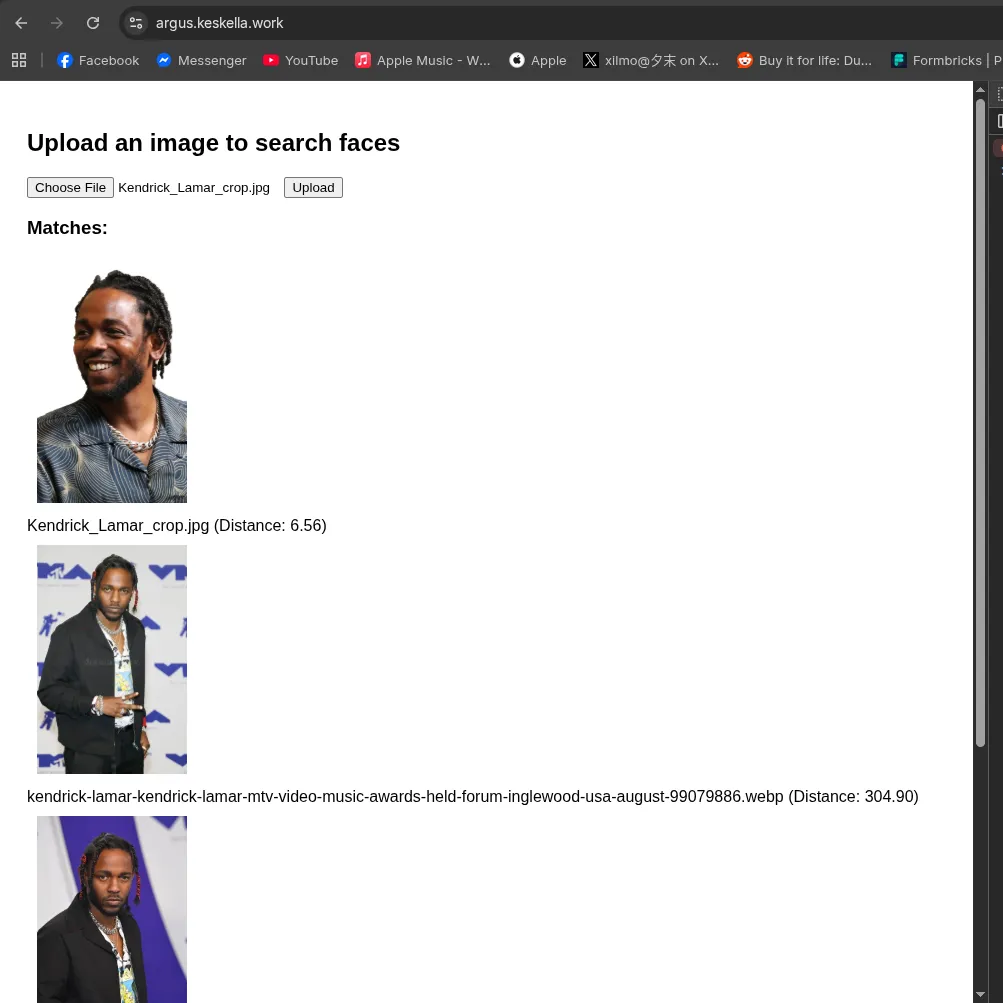 argus.keskella.work
Facebook Messenger YouTube Apple Music - W... Apple xilmo@夕末 on X... Buy it for life: Du... Formbricks | P
Upload an image to search faces
Choose File Kendrick_Lamar_crop.jpg Upload
Matches:
Kendrick_Lamar_crop.jpg (Distance: 6.56)
MTV
kendrick-lamar-kendrick-lamar-mtv-video-music-awards-held-forum-inglewood-usa-august-99079886.webp (Distance: 304.90)